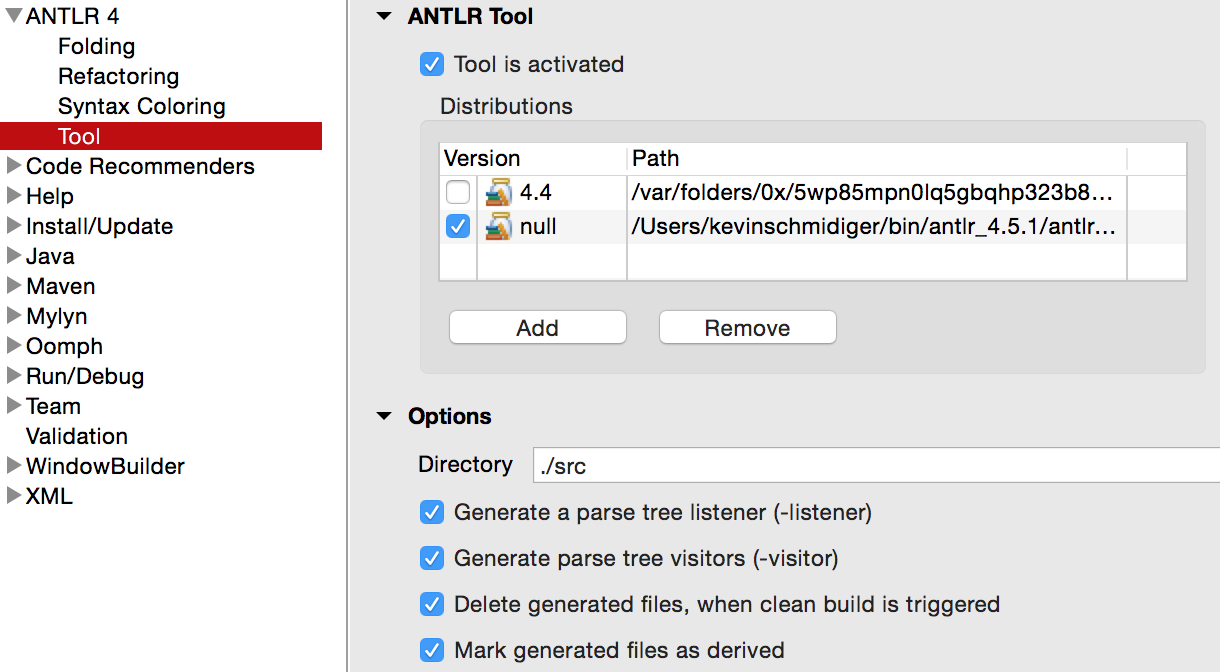 ANTLR 4
Folding
Refactoring
Syntax Coloring
Tool
Code Recommenders
Help
Install/Update
Java
Maven
Mylyn
Oomph
Run/Debug
Team
Validation
WindowBuilder
XML
ANTLR Tool
Tool is activated
Distributions
Version Path
4.4 /var/folders/0x/5wp85mpn0lq5gbqhp323b8...
null /Users/kevinschmidiger/bin/antlr_4.5.1/antlr...
Add Remove
Options
Directory ./src
Generate a parse tree listener (-listener)
Generate parse tree visitors (-visitor)
Delete generated files, when clean build is triggered
Mark generated files as derived